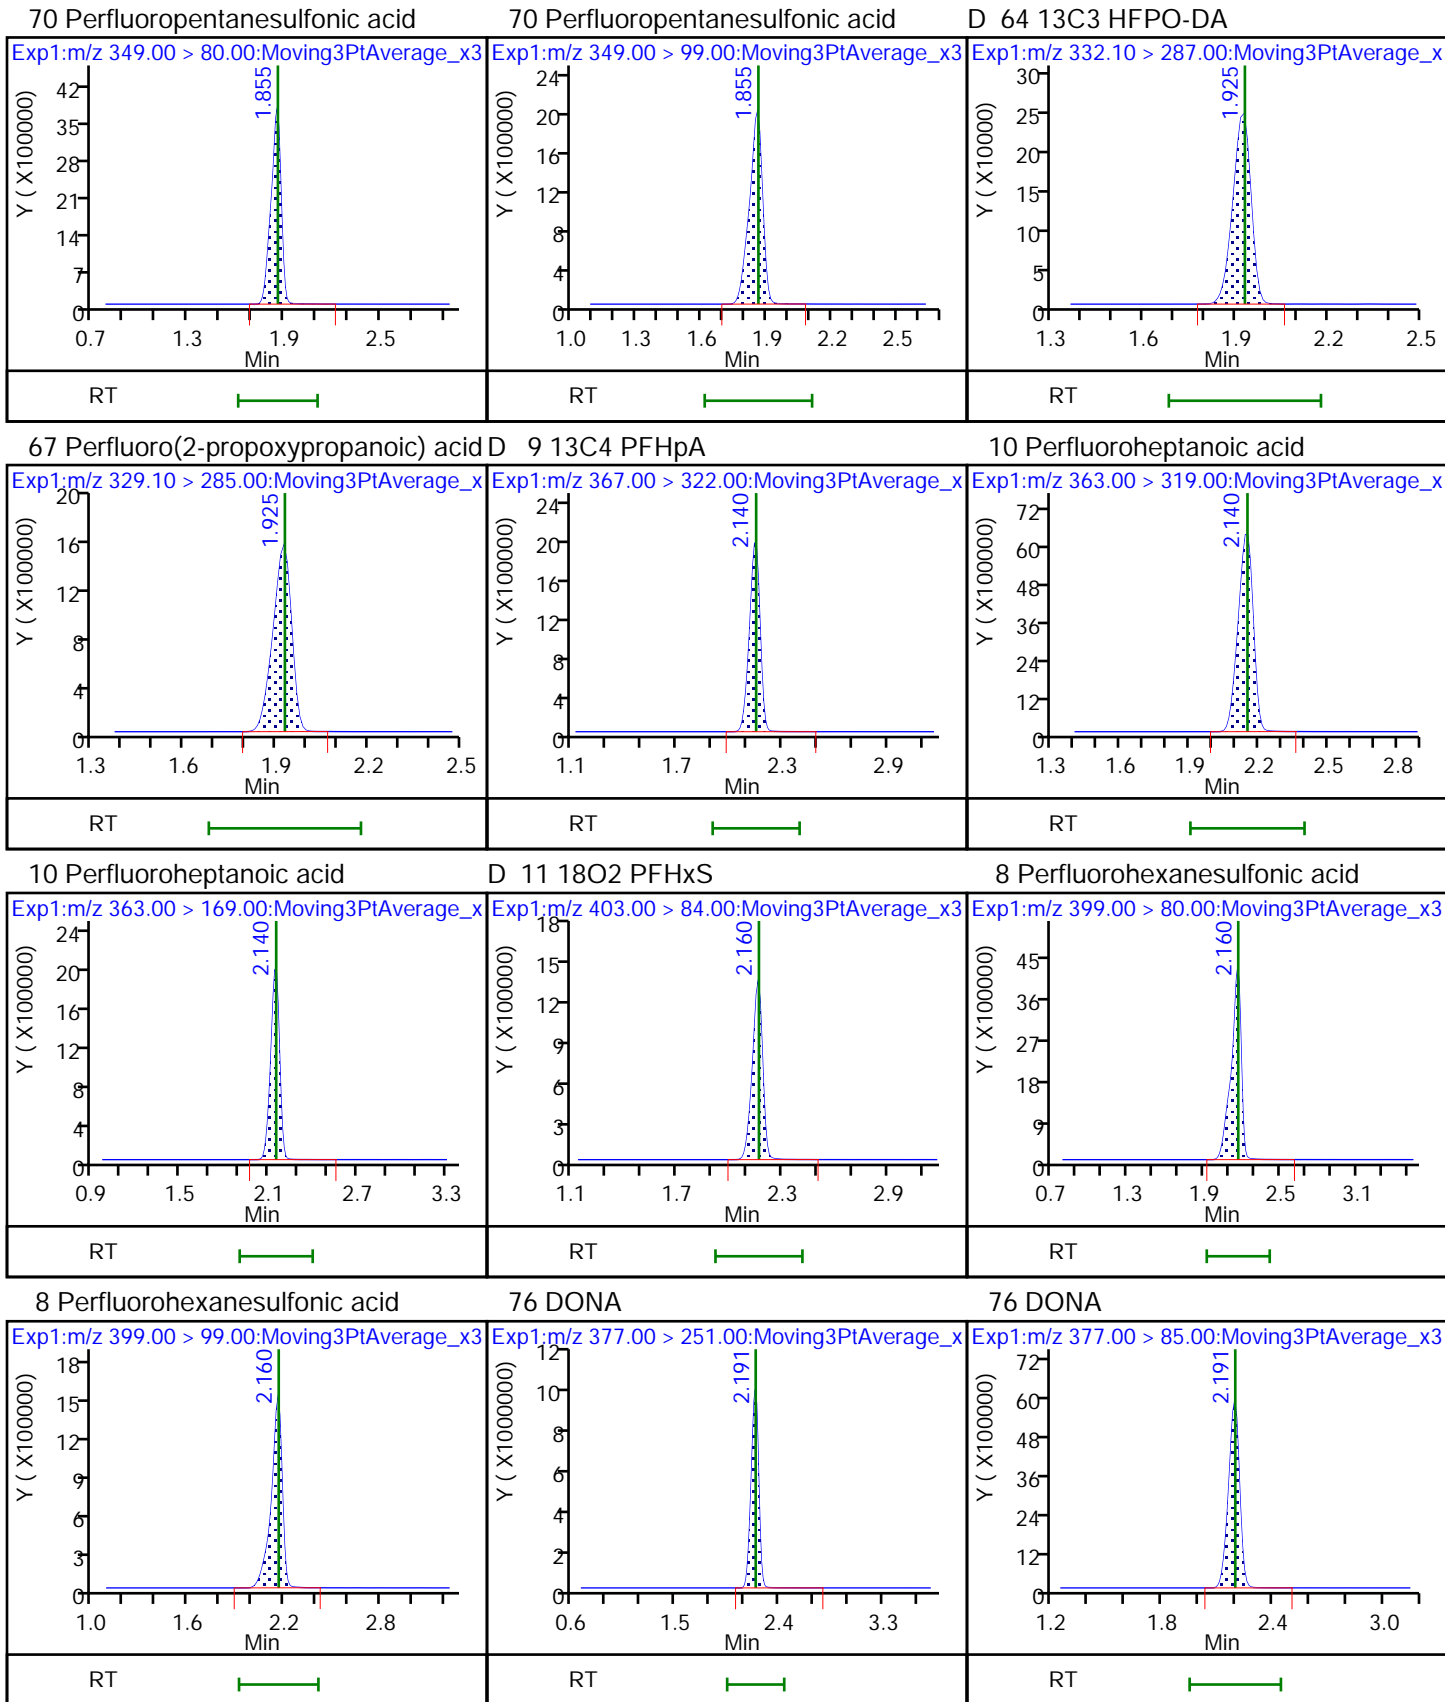 70 Perfluoropentanesulfonic acid
Exp1:m/z 349.00 > 80.00:Moving3PtAverage_x3
Y ( X100000)
42
35
28
21
14
7
0
1.855
0.7 1.3 1.9 2.5
Min
RT
70 Perfluoropentanesulfonic acid
Exp1:m/z 349.00 > 99.00:Moving3PtAverage_x3
Y ( X100000)
24
20
16
12
8
4
0
1.855
1.0 1.3 1.6 1.9 2.2 2.5
Min
RT
D 64 13C3 HFPO-DA
Exp1:m/z 332.10 > 287.00:Moving3PtAverage_x
Y ( X10000)
30
25
20
15
10
5
0
1.925
1.3 1.6 1.9 2.2 2.5
Min
RT
67 Perfluoro(2-propoxypropanoic) acid
Exp1:m/z 329.10 > 285.00:Moving3PtAverage_x
Y ( X10000)
20
16
12
8
4
0
1.925
1.3 1.6 1.9 2.2 2.5
Min
RT
D 9 13C4 PFHpA
Exp1:m/z 367.00 > 322.00:Moving3PtAverage_x
Y ( X100000)
24
20
16
12
8
4
0
2.140
1.1 1.7 2.3 2.9
Min
RT
10 Perfluoroheptanoic acid
Exp1:m/z 363.00 > 319.00:Moving3PtAverage_x
Y ( X100000)
72
60
48
36
24
12
0
2.140
1.3 1.6 1.9 2.2 2.5 2.8
Min
RT
10 Perfluoroheptanoic acid
Exp1:m/z 363.00 > 169.00:Moving3PtAverage_x
Y ( X100000)
24
20
16
12
8
4
0
2.140
0.9 1.5 2.1 2.7 3.3
Min
RT
D 11 18O2 PFHxS
Exp1:m/z 403.00 > 84.00:Moving3PtAverage_x3
Y ( X100000)
18
15
12
9
6
3
0
2.160
1.1 1.7 2.3 2.9
Min
RT
8 Perfluorohexanesulfonic acid
Exp1:m/z 399.00 > 80.00:Moving3PtAverage_x3
Y ( X100000)
45
36
27
18
9
0
2.160
0.7 1.3 1.9 2.5 3.1
Min
RT
8 Perfluorohexanesulfonic acid
Exp1:m/z 399.00 > 99.00:Moving3PtAverage_x3
Y ( X100000)
18
15
12
9
6
3
0
2.160
1.0 1.6 2.2 2.8
Min
RT
76 DONA
Exp1:m/z 377.00 > 251.00:Moving3PtAverage_x
Y ( X1000000)
12
10
8
6
4
2
0
2.191
0.6 1.5 2.4 3.3
Min
RT
76 DONA
Exp1:m/z 377.00 > 85.00:Moving3PtAverage_x3
Y ( X100000)
72
60
48
36
24
12
0
2.191
1.2 1.8 2.4 3.0
Min
RT